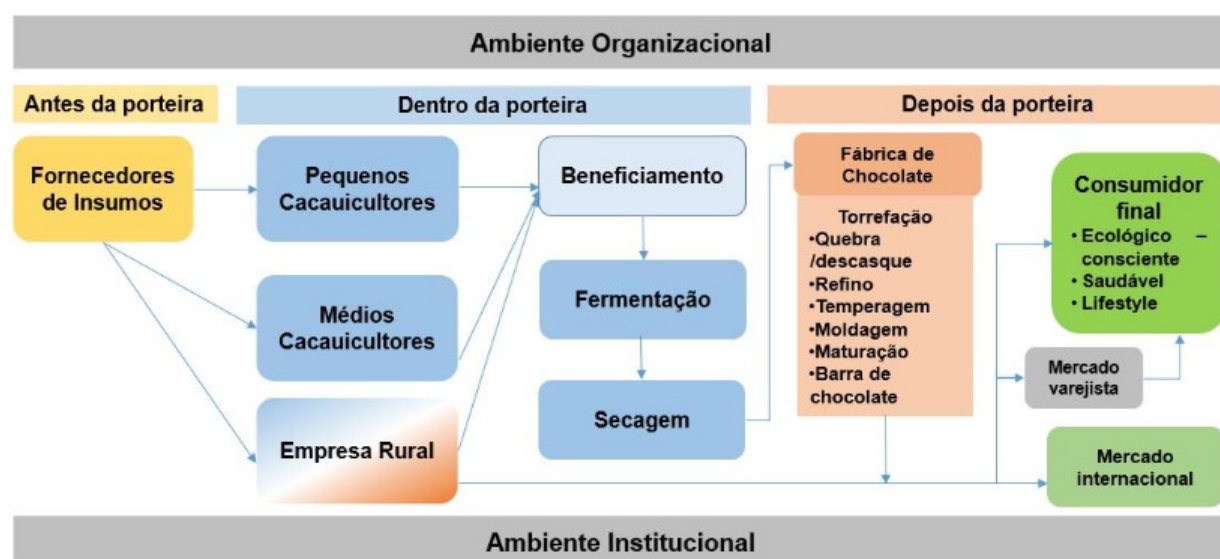 Ambiente Organizacional
Antes da porteira
Dentro da porteira
Depois da porteira
Fornecedores
de Insumos
Pequenos
Cacauicultores
Médios
Cacauicultores
Empresa Rural
Beneficiamento
Fermentação
Secagem
Fábrica de
Chocolate
Torrefação
•Quebra
/descasque
•Refino
•Temperagem
•Moldagem
•Maturação
•Barra de
chocolate
Consumidor
final
• Ecológico –
consciente
• Saudável
• Lifestyle
Mercado
varejista
Mercado
internacional
Ambiente Institucional